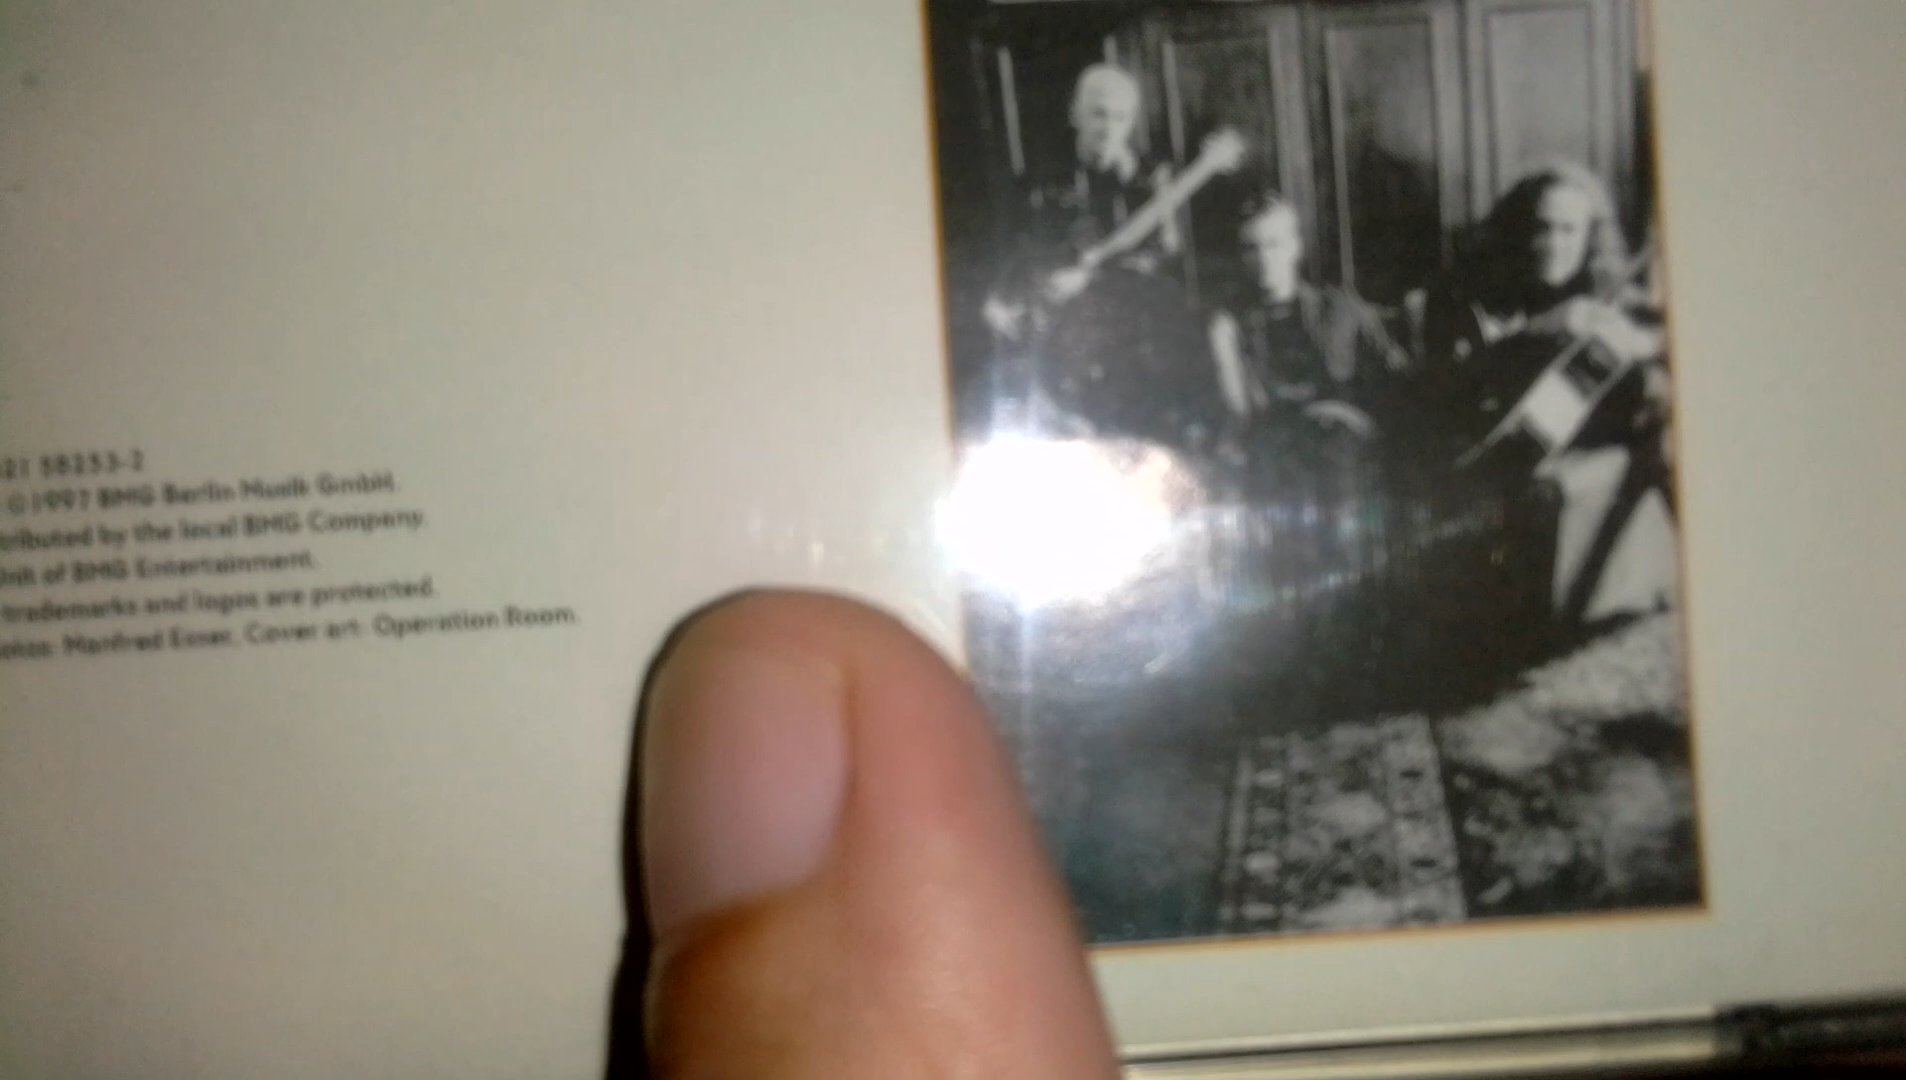 21 58253-2
©1997 BMG Berlin Musik GmbH.
tributed by the local BMG Company.
Unit of BMG Entertainment.
trademarks and logos are protected.
otos: Manfred Esser, Cover art: Operation Room.